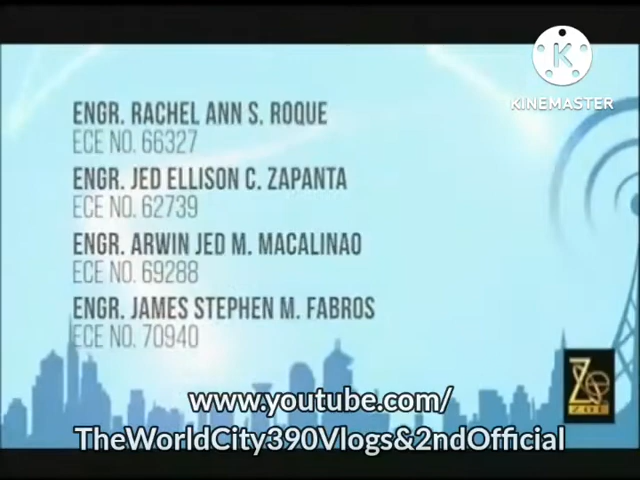 K
KINEMASTER
ENGR. RACHEL ANN S. ROQUE
ECE NO. 66327
ENGR. JED ELLISON C. ZAPANTA
ECE NO. 62739
ENGR. ARWIN JED M. MACALINAO
ECE NO. 69288
ENGR. JAMES STEPHEN M. FABROS
ECE NO. 70940
ZOE
www.youtube.com/
TheWorldCity390Vlogs&2ndOfficial